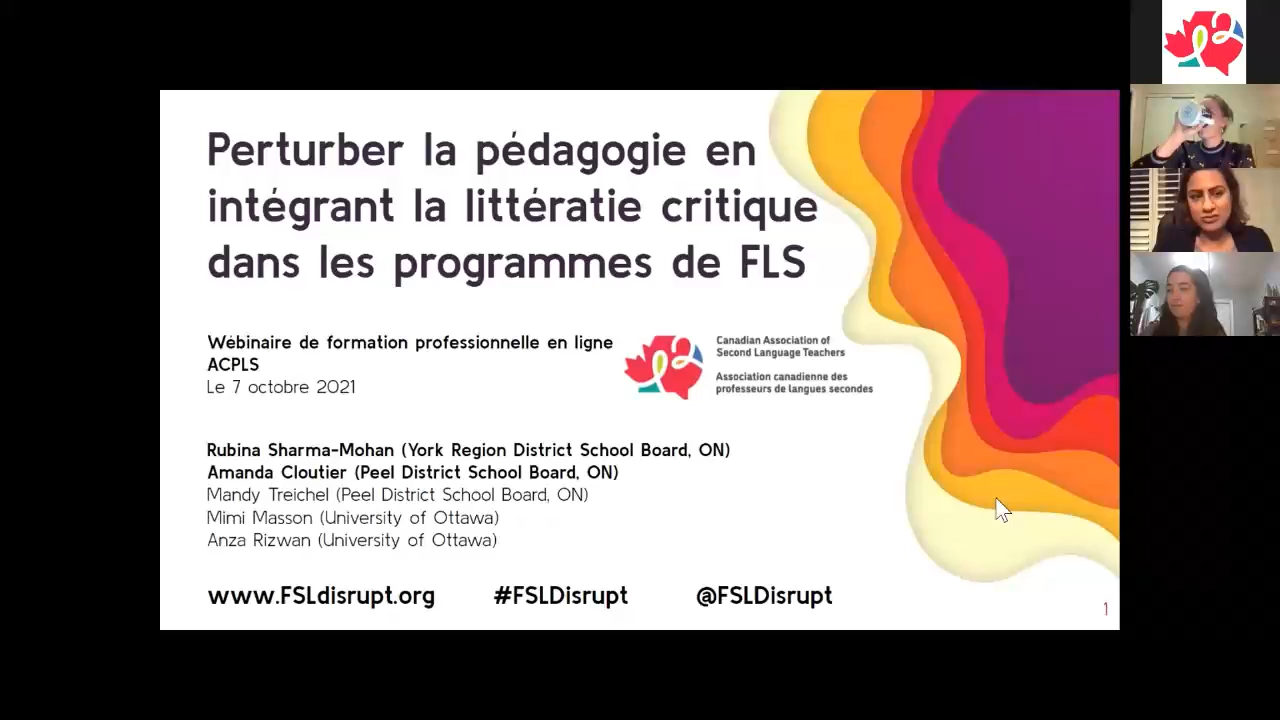 Perturber la pédagogie en
intégrant la littératie critique
dans les programmes de FLS
Wébinaire de formation professionnelle en ligne
ACPLS
Le 7 octobre 2021
Canadian Association of
Second Language Teachers
Association canadienne des
professeurs de langues secondes
Rubina Sharma-Mohan (York Region District School Board, ON)
Amanda Cloutier (Peel District School Board, ON)
Mandy Treichel (Peel District School Board, ON)
Mimi Masson (University of Ottawa)
Anza Rizwan (University of Ottawa)
www.FSLdisrupt.org #FSLDisrupt @FSLDisrupt
1